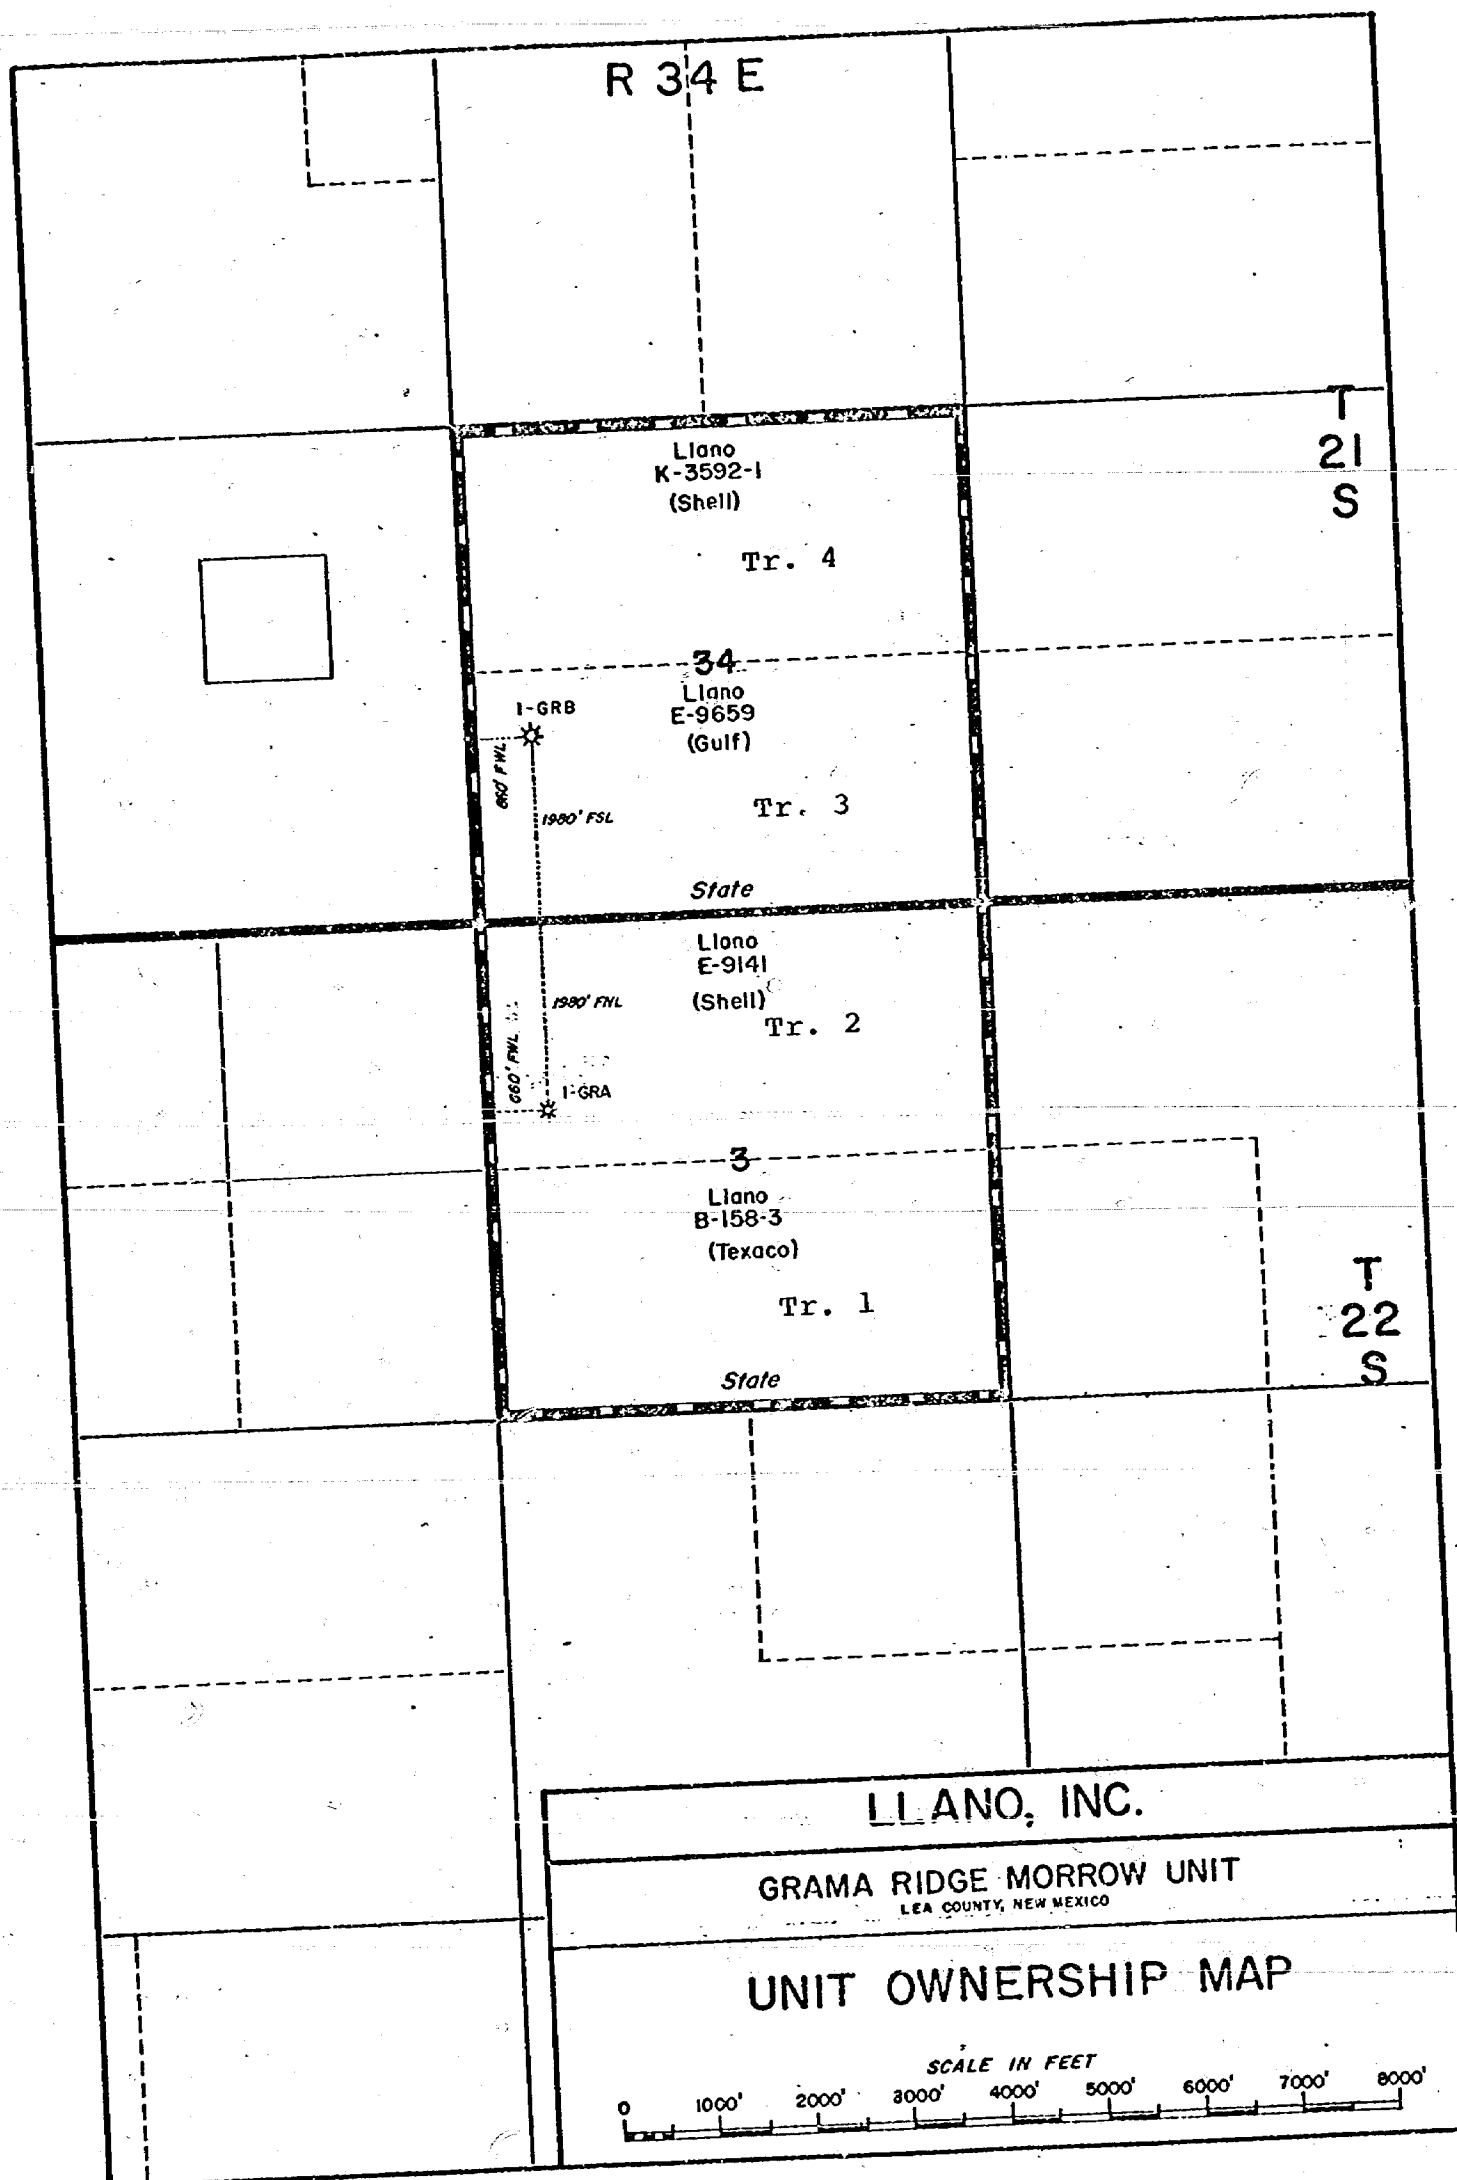 R 34 E
T
21
S
Llano
K-3592-1
(Shell)
Tr. 4
34
Llano
E-9659
(Gulf)
1-GRB
660' FWL
1980' FSL
Tr. 3
State
Llano
E-9141
(Shell)
Tr. 2
1980' FNL
660' FWL
1-GRA
3
Llano
B-158-3
(Texaco)
Tr. 1
State
T
22
S
LLANO, INC.
GRAMA RIDGE MORROW UNIT
LEA COUNTY, NEW MEXICO
UNIT OWNERSHIP MAP
SCALE IN FEET
0 1000' 2000' 3000' 4000' 5000' 6000' 7000' 8000'